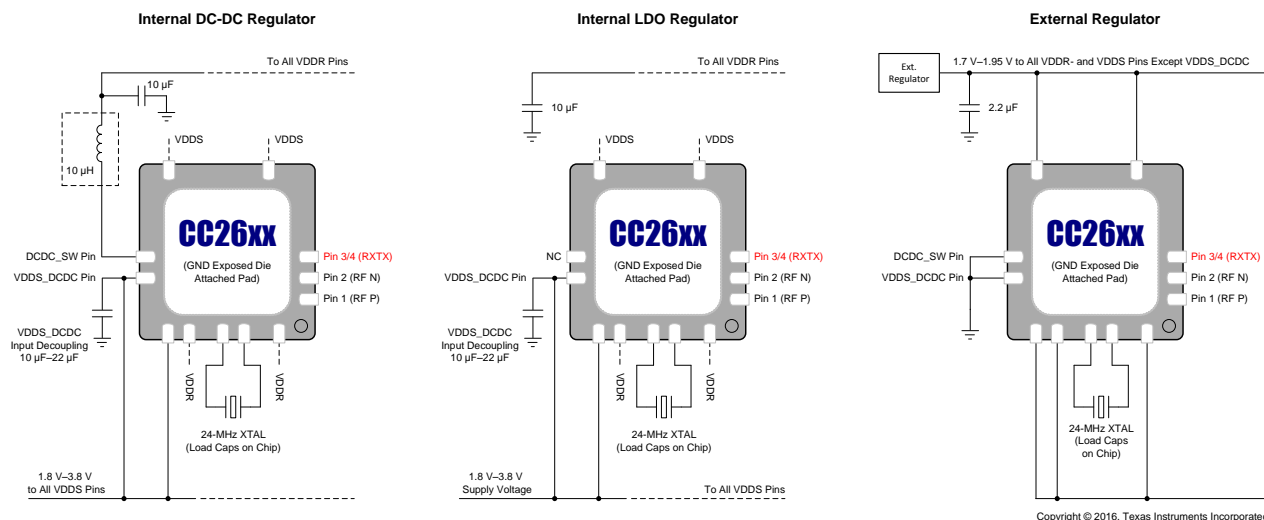 Internal DC-DC Regulator
To All VDDR Pins
10 µF
10 µH
VDDS
VDDS
CC26xx
(GND Exposed Die
Attached Pad)
DCDC_SW Pin
VDDS_DCDC Pin
Pin 3/4 (RXTX)
Pin 2 (RF N)
Pin 1 (RF P)
VDDS_DCDC
Input Decoupling
10 µF–22 µF
VDDR
VDDR
24-MHz XTAL
(Load Caps on Chip)
1.8 V–3.8 V
to All VDDS Pins
Internal LDO Regulator
To All VDDR Pins
10 µF
VDDS
VDDS
CC26xx
(GND Exposed Die
Attached Pad)
NC
VDDS_DCDC Pin
Pin 3/4 (RXTX)
Pin 2 (RF N)
Pin 1 (RF P)
VDDS_DCDC
Input Decoupling
10 µF–22 µF
VDDR
VDDR
24-MHz XTAL
(Load Caps on Chip)
1.8 V–3.8 V
Supply Voltage
To All VDDS Pins
External Regulator
Ext.
Regulator
1.7 V–1.95 V to All VDDR- and VDDS Pins Except VDDS_DCDC
2.2 µF
CC26xx
(GND Exposed Die
Attached Pad)
DCDC_SW Pin
VDDS_DCDC Pin
Pin 3/4 (RXTX)
Pin 2 (RF N)
Pin 1 (RF P)
24-MHz XTAL
(Load Caps
on Chip)
Copyright © 2016, Texas Instruments Incorporated